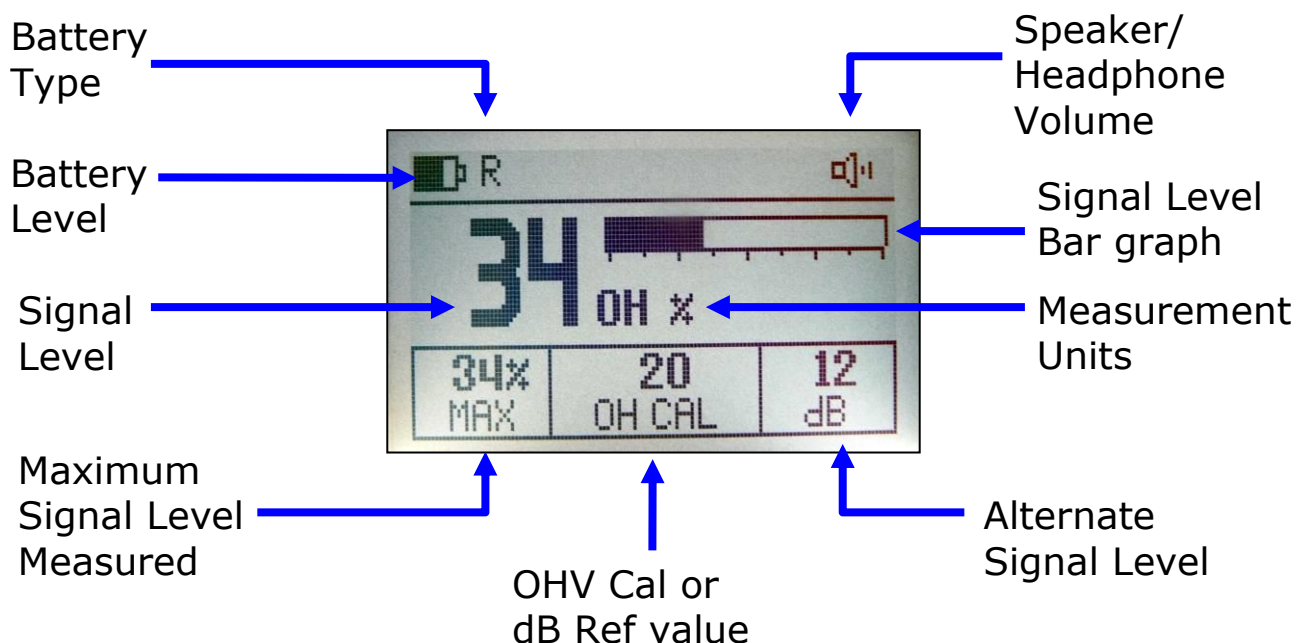 Battery
Type
Speaker/
Headphone
Volume
Battery
Level
R
Signal Level
Bar graph
34
OH %
Signal
Level
Measurement
Units
34%
MAX
20
OH CAL
12
dB
Maximum
Signal Level
Measured
OHV Cal or
dB Ref value
Alternate
Signal Level